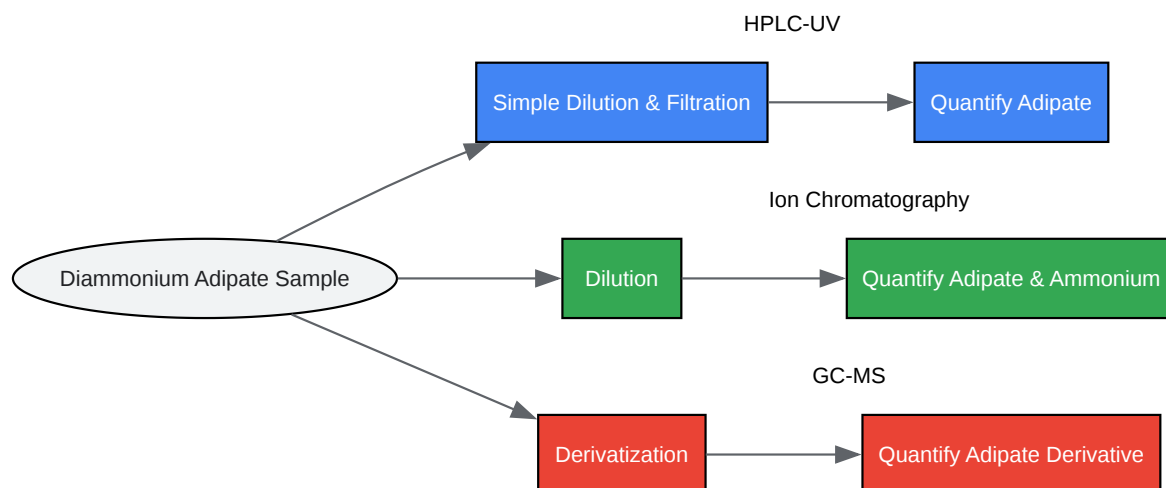 HPLC-UV
Simple Dilution & Filtration
Quantify Adipate
Ion Chromatography
Diammonium Adipate Sample
Dilution
Quantify Adipate & Ammonium
GC-MS
Derivatization
Quantify Adipate Derivative